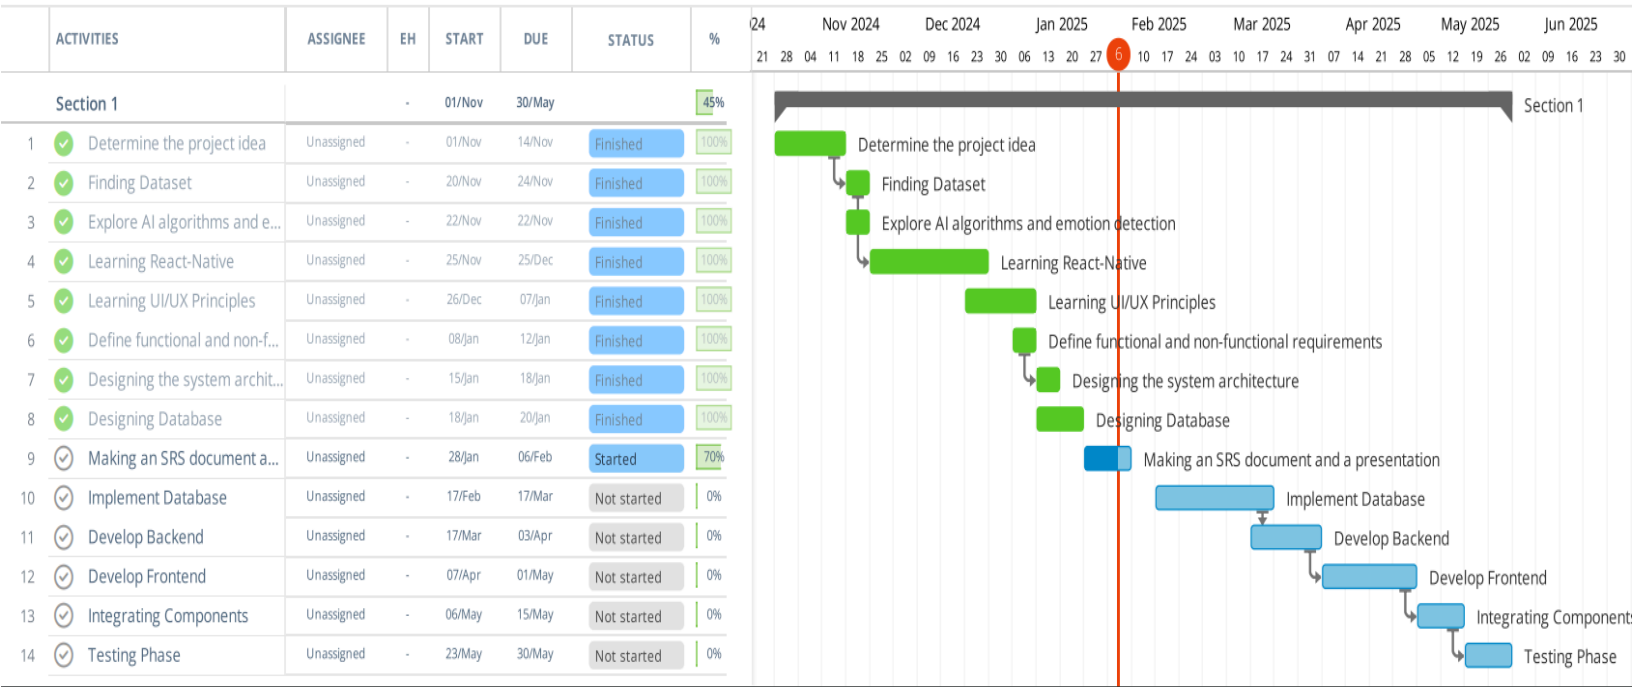 24 Nov 2024 Dec 2024 Jan 2025 Feb 2025 Mar 2025 Apr 2025 May 2025 Jun 2025
ACTIVITIES ASSIGNEE EH START DUE STATUS %
21 28 04 11 18 25 02 09 16 23 30 06 13 20 27 6 10 17 24 03 10 17 24 31 07 14 21 28 05 12 19 26 02 09 16 23 30
Section 1 - 01/Nov 30/May 45% Section 1
1 Determine the project idea Unassigned - 01/Nov 14/Nov Finished 100% Determine the project idea
2 Finding Dataset Unassigned - 20/Nov 24/Nov Finished 100% Finding Dataset
3 Explore AI algorithms and e... Unassigned - 22/Nov 22/Nov Finished 100% Explore AI algorithms and emotion detection
4 Learning React-Native Unassigned - 25/Nov 25/Dec Finished 100% Learning React-Native
5 Learning UI/UX Principles Unassigned - 26/Dec 07/Jan Finished 100% Learning UI/UX Principles
6 Define functional and non-f... Unassigned - 08/Jan 12/Jan Finished 100% Define functional and non-functional requirements
7 Designing the system archit... Unassigned - 15/Jan 18/Jan Finished 100% Designing the system architecture
8 Designing Database Unassigned - 18/Jan 20/Jan Finished 100% Designing Database
9 Making an SRS document a... Unassigned - 28/Jan 06/Feb Started 70% Making an SRS document and a presentation
10 Implement Database Unassigned - 17/Feb 17/Mar Not started 0% Implement Database
11 Develop Backend Unassigned - 17/Mar 03/Apr Not started 0% Develop Backend
12 Develop Frontend Unassigned - 07/Apr 01/May Not started 0% Develop Frontend
13 Integrating Components Unassigned - 06/May 15/May Not started 0% Integrating Components
14 Testing Phase Unassigned - 23/May 30/May Not started 0% Testing Phase